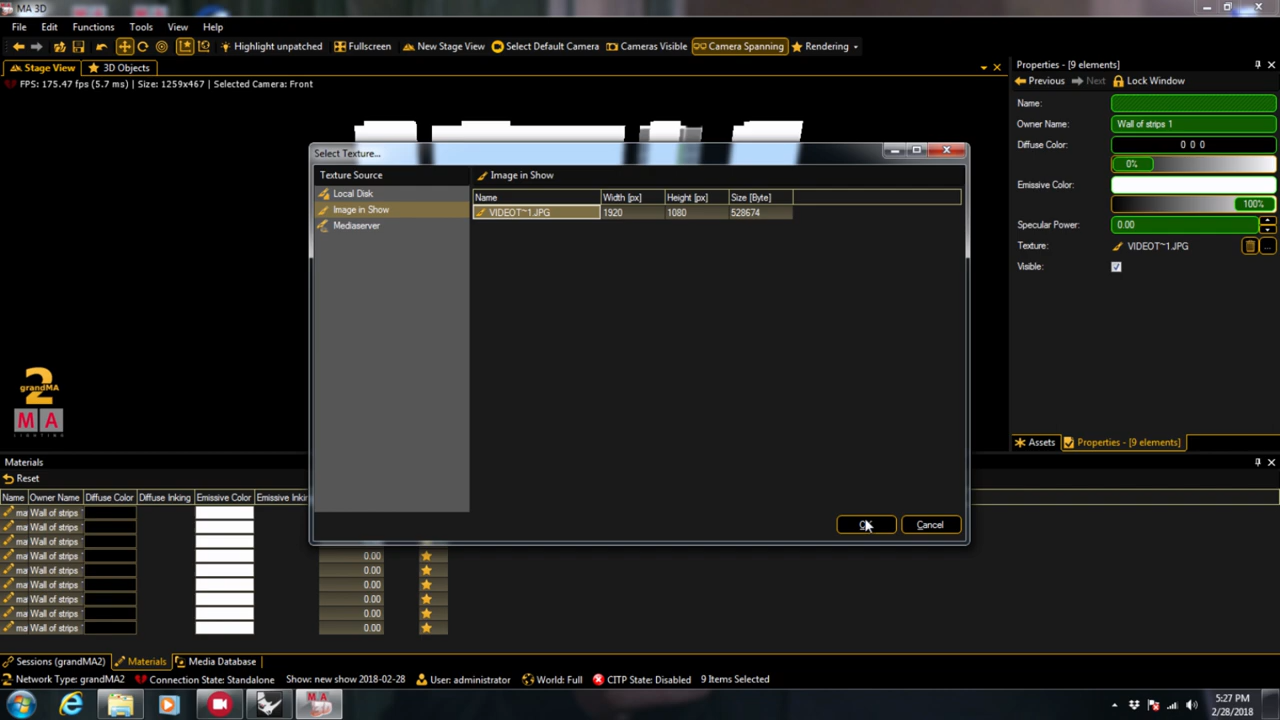 MA 3D
File Edit Functions Tools View Help
Highlight unpatched Fullscreen New Stage View Select Default Camera Cameras Visible Camera Spanning Rendering
Stage View 3D Objects
FPS: 175.47 fps (5.7 ms) | Size: 1259x467 | Selected Camera: Front
Properties - [9 elements]
Previous Next Lock Window
Name:
Owner Name: Wall of strips 1
Diffuse Color: 0 0 0
0%
Emissive Color:
100%
Specular Power: 0.00
Texture: VIDEOT~1.JPG ...
Visible:
Select Texture...
Texture Source
Local Disk
Image in Show
Mediaserver
Image in Show
Name Width [px] Height [px] Size [Byte]
VIDEOT~1.JPG 1920 1080 528674
OK Cancel
2
grandMA
MA
LIGHTING
Assets Properties - [9 elements]
Materials
Reset
Name Owner Name Diffuse Color Diffuse Inking Emissive Color Emissive Inkin
ma Wall of strips
ma Wall of strips
ma Wall of strips
ma Wall of strips 0.00
ma Wall of strips 0.00
ma Wall of strips 0.00
ma Wall of strips 0.00
ma Wall of strips 0.00
ma Wall of strips 0.00
Sessions (grandMA2) Materials Media Database
2 Network Type: grandMA2 Connection State: Standalone Show: new show 2018-02-28 User: administrator World: Full CITP State: Disabled 9 Items Selected
5:27 PM
2/28/2018